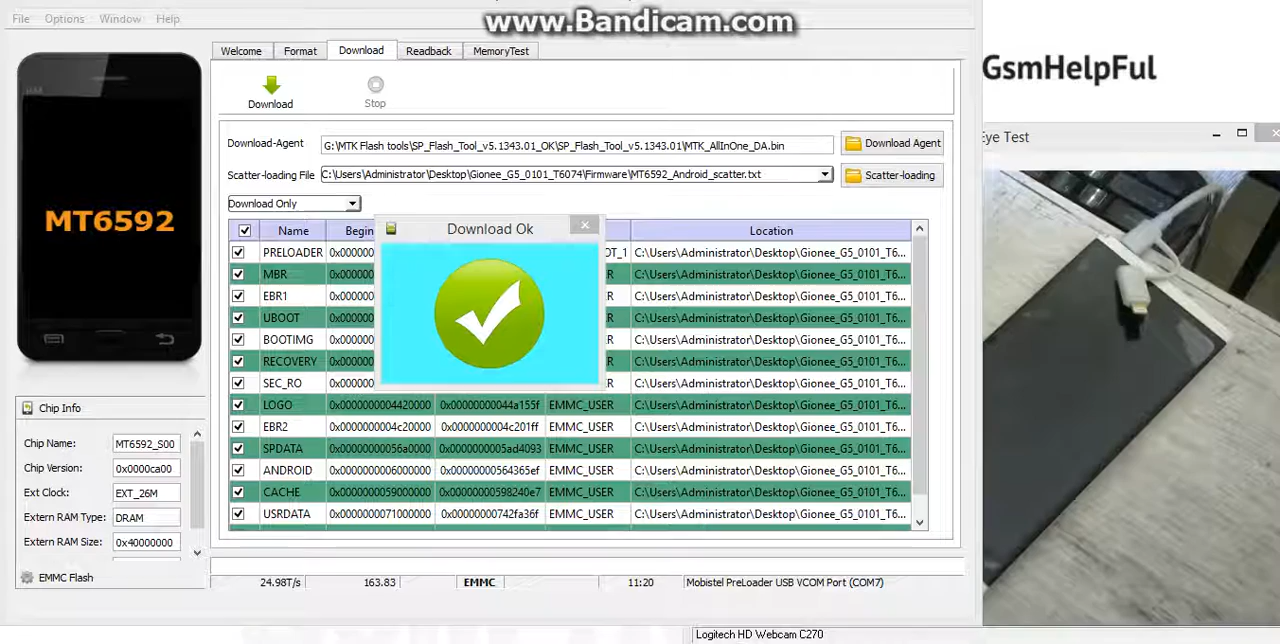 www.Bandicam.com
File Options Window Help
GsmHelpFul
Welcome Format Download Readback MemoryTest
Download Stop
Eye Test
Download-Agent G:\MTK Flash tools\SP_Flash_Tool_v5.1343.01_OK\SP_Flash_Tool_v5.1343.01\MTK_AllInOne_DA.bin Download Agent
Scatter-loading File C:\Users\Administrator\Desktop\Gionee_G5_0101_T6074\Firmware\MT6592_Android_scatter.txt Scatter-loading
Download Only
MT6592
Download Ok
Name Begin Location
PRELOADER 0x000000 OT_1 C:\Users\Administrator\Desktop\Gionee_G5_0101_T6...
MBR 0x000000 R C:\Users\Administrator\Desktop\Gionee_G5_0101_T6...
EBR1 0x000000 R C:\Users\Administrator\Desktop\Gionee_G5_0101_T6...
UBOOT 0x000000 R C:\Users\Administrator\Desktop\Gionee_G5_0101_T6...
BOOTIMG 0x000000 R C:\Users\Administrator\Desktop\Gionee_G5_0101_T6...
RECOVERY 0x000000 R C:\Users\Administrator\Desktop\Gionee_G5_0101_T6...
SEC_RO 0x000000 R C:\Users\Administrator\Desktop\Gionee_G5_0101_T6...
LOGO 0x0000000004420000 0x00000000044a155f EMMC_USER C:\Users\Administrator\Desktop\Gionee_G5_0101_T6...
EBR2 0x0000000004c20000 0x0000000004c201ff EMMC_USER C:\Users\Administrator\Desktop\Gionee_G5_0101_T6...
SPDATA 0x00000000056a0000 0x0000000005ad4093 EMMC_USER C:\Users\Administrator\Desktop\Gionee_G5_0101_T6...
ANDROID 0x0000000006000000 0x00000000564365ef EMMC_USER C:\Users\Administrator\Desktop\Gionee_G5_0101_T6...
CACHE 0x0000000059000000 0x00000000598240e7 EMMC_USER C:\Users\Administrator\Desktop\Gionee_G5_0101_T6...
USRDATA 0x0000000071000000 0x00000000742fa36f EMMC_USER C:\Users\Administrator\Desktop\Gionee_G5_0101_T6...
Chip Info
Chip Name: MT6592_S00
Chip Version: 0x0000ca00
Ext Clock: EXT_26M
Extern RAM Type: DRAM
Extern RAM Size: 0x40000000
EMMC Flash
24.98T/s 163.83 EMMC 11:20 Mobistel PreLoader USB VCOM Port (COM7)
Logitech HD Webcam C270